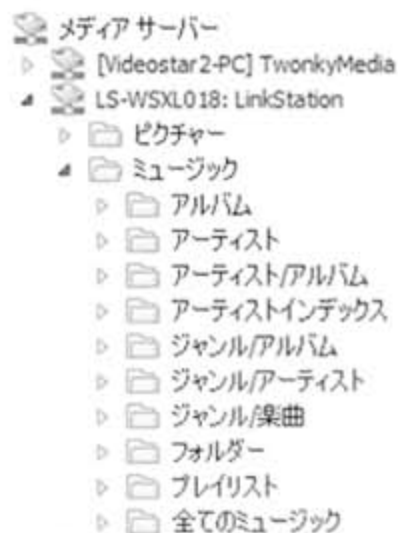 メディア サーバー
[Videostar2-PC] TwonkyMedia
LS-WSXL018: LinkStation
ピクチャー
ミュージック
アルバム
アーティスト
アーティスト/アルバム
アーティストインデックス
ジャンル/アルバム
ジャンル/アーティスト
ジャンル/楽曲
フォルダー
プレイリスト
全てのミュージック